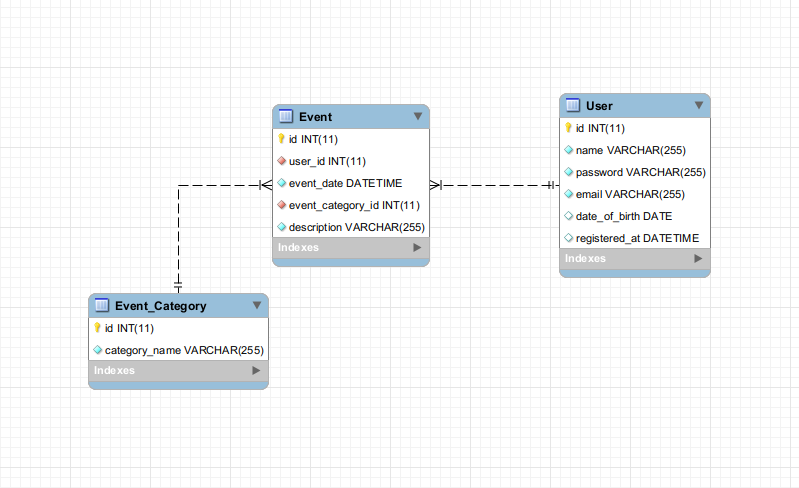 Event
id INT(11)
user_id INT(11)
event_date DATETIME
event_category_id INT(11)
description VARCHAR(255)
Indexes
User
id INT(11)
name VARCHAR(255)
password VARCHAR(255)
email VARCHAR(255)
date_of_birth DATE
registered_at DATETIME
Indexes
Event_Category
id INT(11)
category_name VARCHAR(255)
Indexes